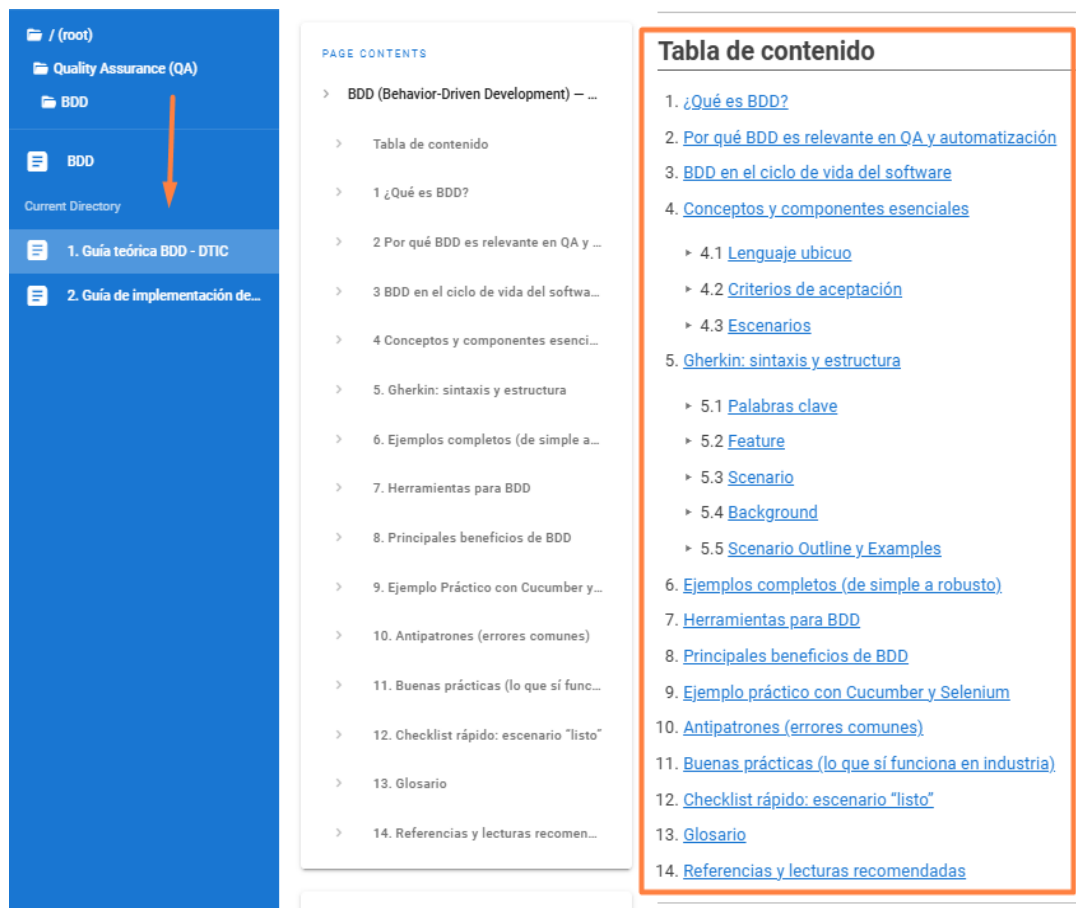 / (root)
Quality Assurance (QA)
BDD
BDD
Current Directory
1. Guía teórica BDD - DTIC
2. Guía de implementación de...
PAGE CONTENTS
BDD (Behavior-Driven Development) — ...
Tabla de contenido
1 ¿Qué es BDD?
2 Por qué BDD es relevante en QA y ...
3 BDD en el ciclo de vida del softwa...
4 Conceptos y componentes esenci...
5. Gherkin: sintaxis y estructura
6. Ejemplos completos (de simple a...
7. Herramientas para BDD
8. Principales beneficios de BDD
9. Ejemplo Práctico con Cucumber y...
10. Antipatrones (errores comunes)
11. Buenas prácticas (lo que sí func...
12. Checklist rápido: escenario “listo”
13. Glosario
14. Referencias y lecturas recomen...
Tabla de contenido
1. ¿Qué es BDD?
2. Por qué BDD es relevante en QA y automatización
3. BDD en el ciclo de vida del software
4. Conceptos y componentes esenciales
4.1 Lenguaje ubicuo
4.2 Criterios de aceptación
4.3 Escenarios
5. Gherkin: sintaxis y estructura
5.1 Palabras clave
5.2 Feature
5.3 Scenario
5.4 Background
5.5 Scenario Outline y Examples
6. Ejemplos completos (de simple a robusto)
7. Herramientas para BDD
8. Principales beneficios de BDD
9. Ejemplo práctico con Cucumber y Selenium
10. Antipatrones (errores comunes)
11. Buenas prácticas (lo que sí funciona en industria)
12. Checklist rápido: escenario “listo”
13. Glosario
14. Referencias y lecturas recomendadas